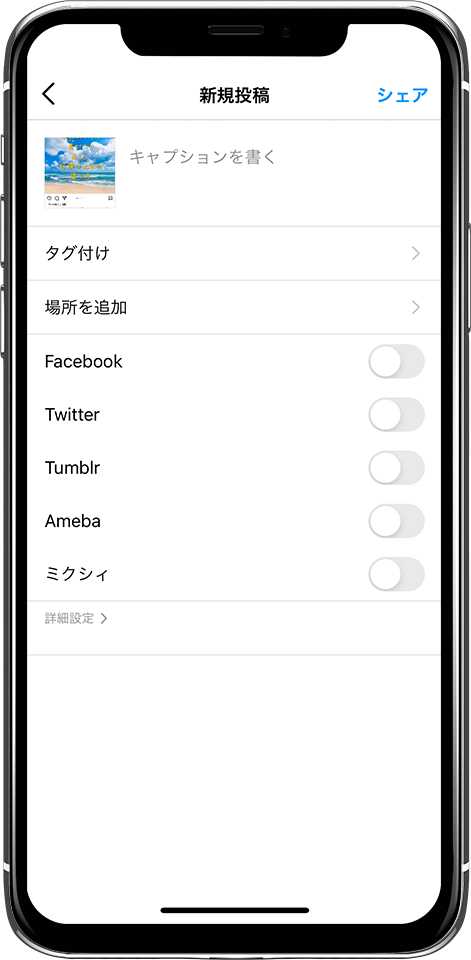 新規投稿
シェア
キャプションを書く
タグ付け
場所を追加
Facebook
Twitter
Tumblr
Ameba
ミクシィ
詳細設定